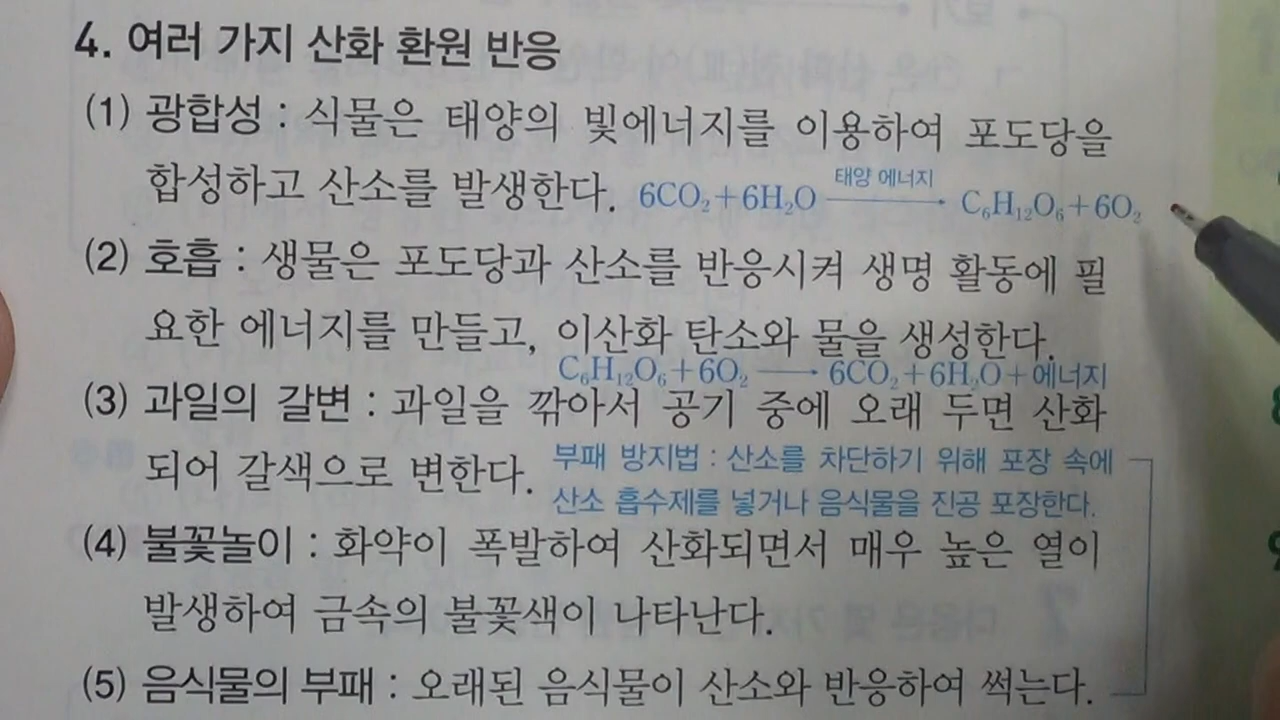 4. 여러 가지 산화 환원 반응
(1) 광합성 : 식물은 태양의 빛에너지를 이용하여 포도당을
합성하고 산소를 발생한다. 6CO₂+6H₂O 태양 에너지 → C₆H₁₂O₆+6O₂
(2) 호흡 : 생물은 포도당과 산소를 반응시켜 생명 활동에 필
요한 에너지를 만들고, 이산화 탄소와 물을 생성한다.
C₆H₁₂O₆+6O₂ → 6CO₂+6H₂O+에너지
(3) 과일의 갈변 : 과일을 깎아서 공기 중에 오래 두면 산화
되어 갈색으로 변한다.
부패 방지법 : 산소를 차단하기 위해 포장 속에
산소 흡수제를 넣거나 음식물을 진공 포장한다.
(4) 불꽃놀이 : 화약이 폭발하여 산화되면서 매우 높은 열이
발생하여 금속의 불꽃색이 나타난다.
(5) 음식물의 부패 : 오래된 음식물이 산소와 반응하여 썩는다.